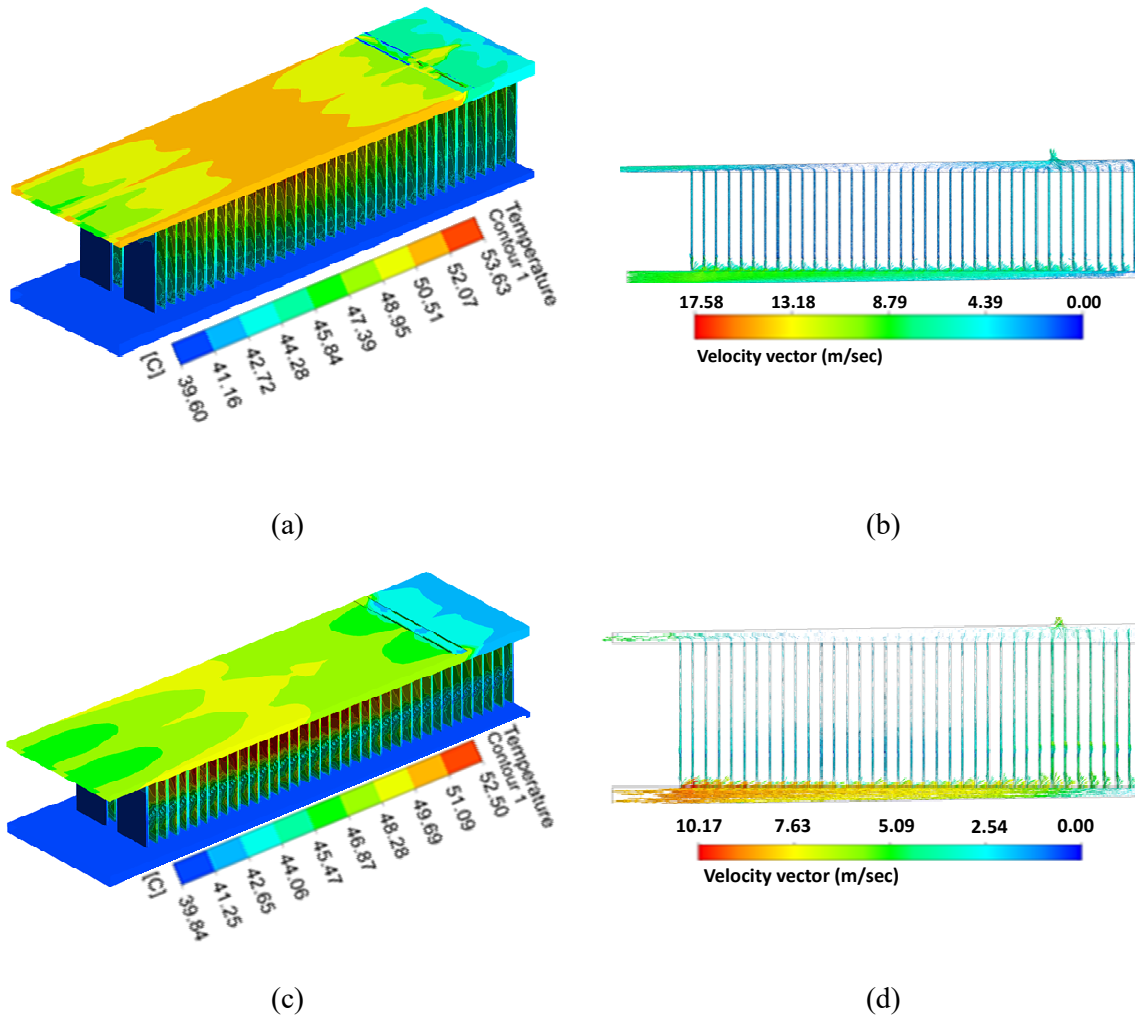 Temperature
Contour 1
53.63
52.07
50.51
48.95
47.39
45.84
44.28
42.72
41.16
39.60
[C]
17.58 13.18 8.79 4.39 0.00
Velocity vector (m/sec)
(a) (b)
Temperature
Contour 1
52.50
51.09
49.69
48.28
46.87
45.47
44.06
42.65
41.25
39.84
[C]
10.17 7.63 5.09 2.54 0.00
Velocity vector (m/sec)
(c) (d)